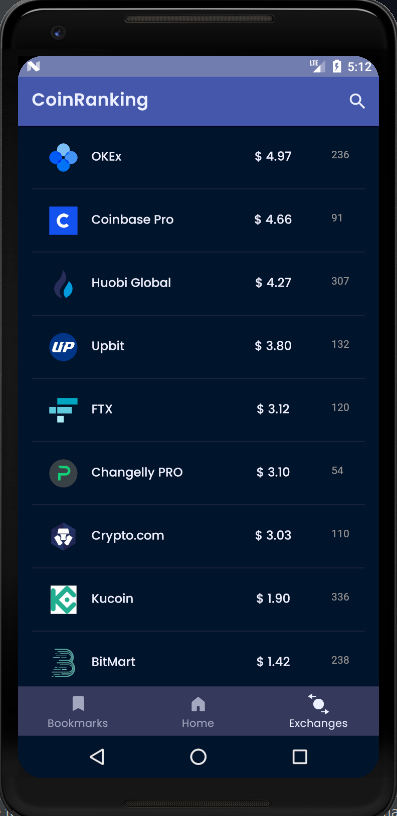 LTE 5:12
CoinRanking
OKEx $ 4.97 236
C Coinbase Pro $ 4.66 91
Huobi Global $ 4.27 307
UP Upbit $ 3.80 132
FTX $ 3.12 120
Changelly PRO $ 3.10 54
Crypto.com $ 3.03 110
Kucoin $ 1.90 336
BitMart $ 1.42 238
Bookmarks Home Exchanges